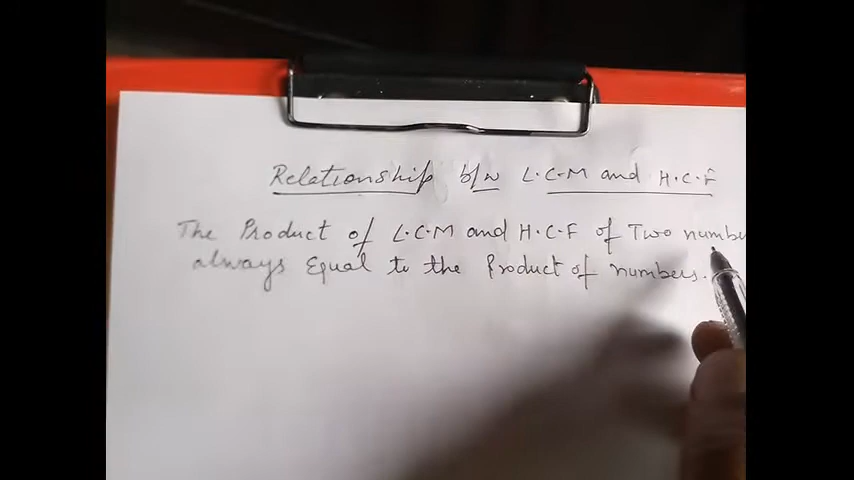 Relationship b/w L.C.M and H.C.F
The Product of L.C.M and H.C.F of Two
always Equal to the Product of numbers.